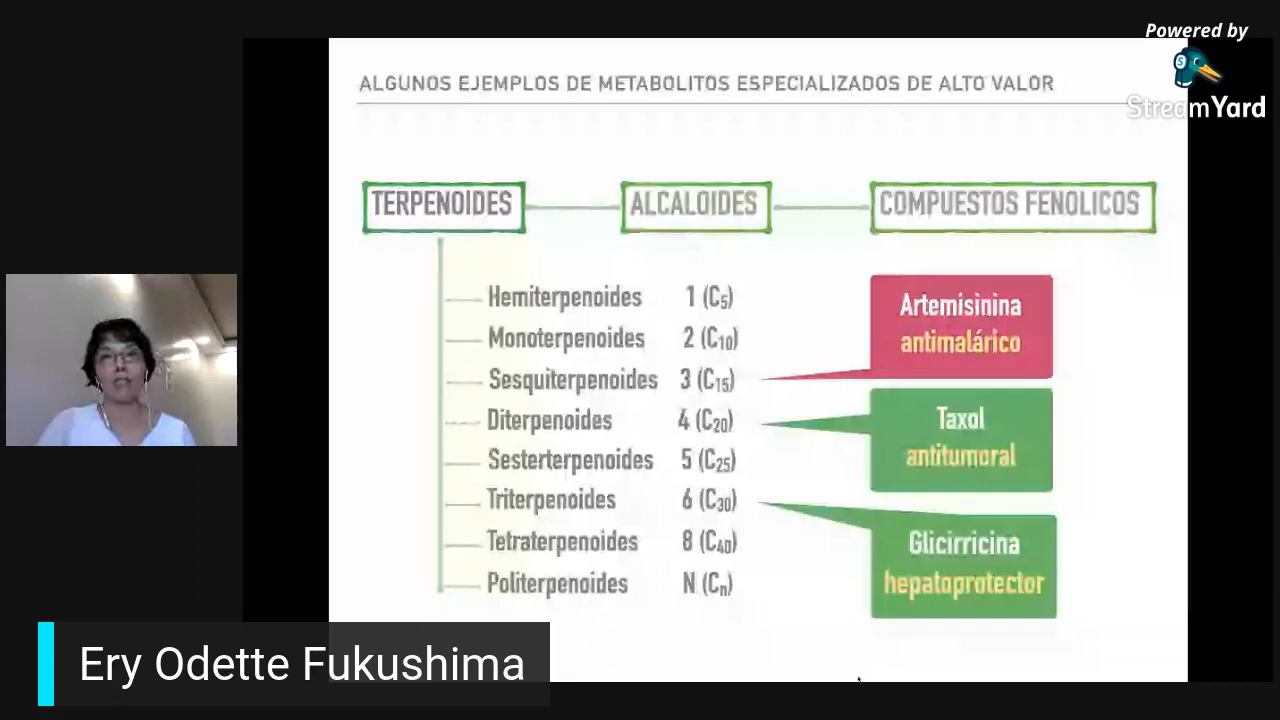 Powered by
StreamYard
ALGUNOS EJEMPLOS DE METABOLITOS ESPECIALIZADOS DE ALTO VALOR
TERPENOIDES
ALCALOIDES
COMPUESTOS FENOLICOS
Hemiterpenoides 1 (C₅)
Monoterpenoides 2 (C₁₀)
Sesquiterpenoides 3 (C₁₅)
Diterpenoides 4 (C₂₀)
Sesterterpenoides 5 (C₂₅)
Triterpenoides 6 (C₃₀)
Tetraterpenoides 8 (C₄₀)
Politerpenoides N (Cₙ)
Artemisinina
antimalárico
Taxol
antitumoral
Glicirricina
hepatoprotector
Ery Odette Fukushima